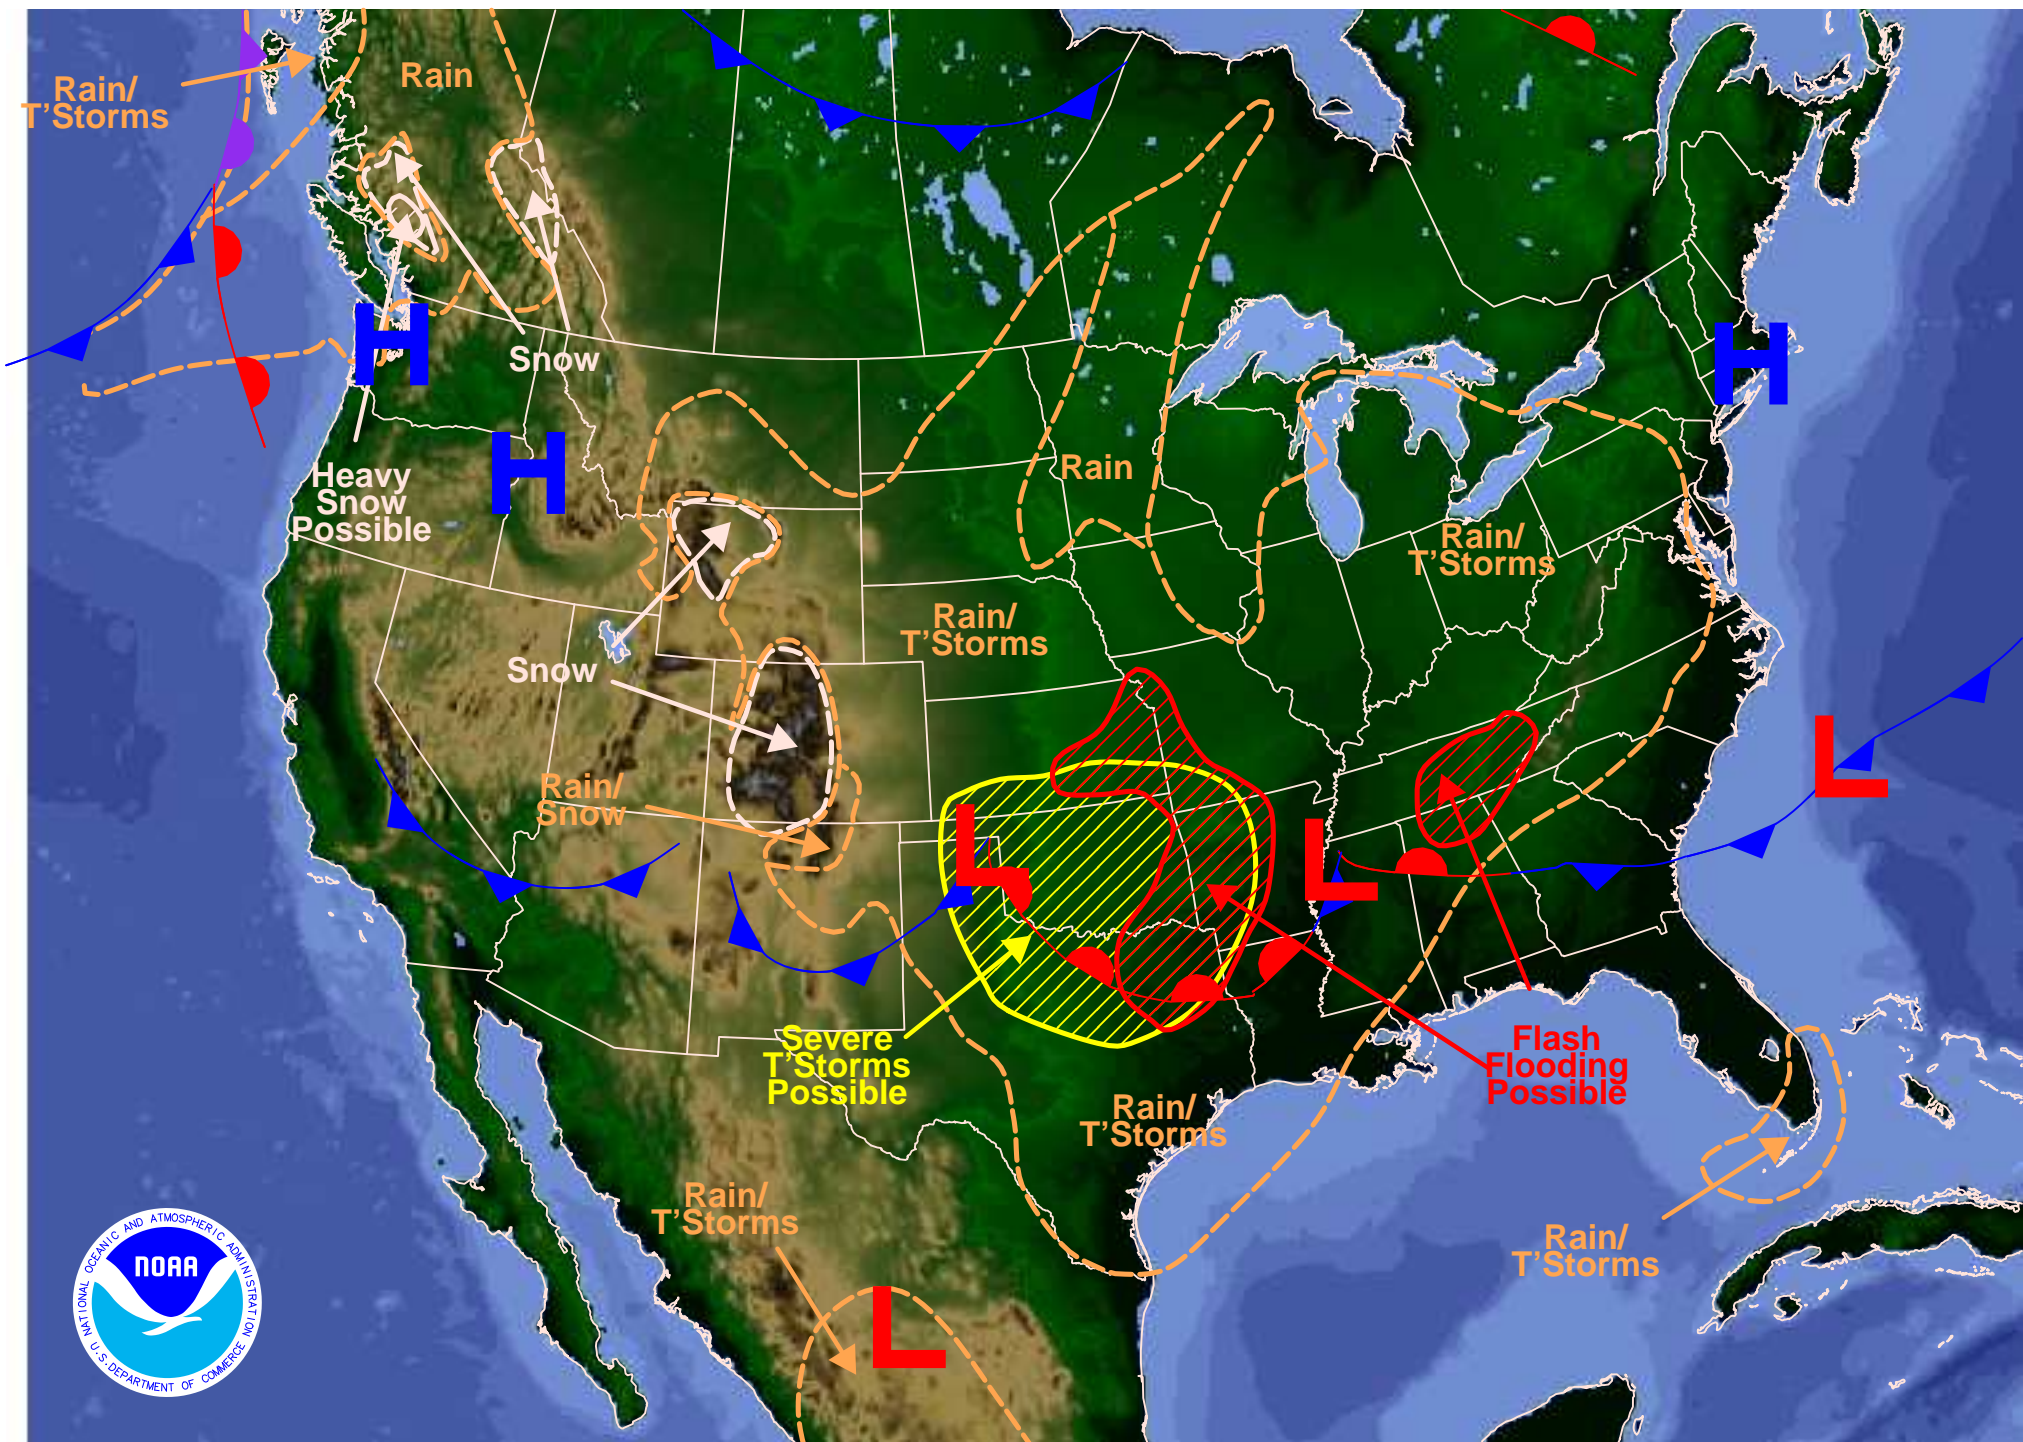 Rain/
T'Storms
Rain
H
Snow
H
H
Heavy
Snow
Possible
Rain
Rain/
T'Storms
Rain/
T'Storms
Snow
Rain/
Snow
L
L
L
Severe
T'Storms
Possible
Flash
Flooding
Possible
Rain/
T'Storms
Rain/
T'Storms
Rain/
T'Storms
L
NATIONAL OCEANIC AND ATMOSPHERIC ADMINISTRATION
NOAA
U.S. DEPARTMENT OF COMMERCE